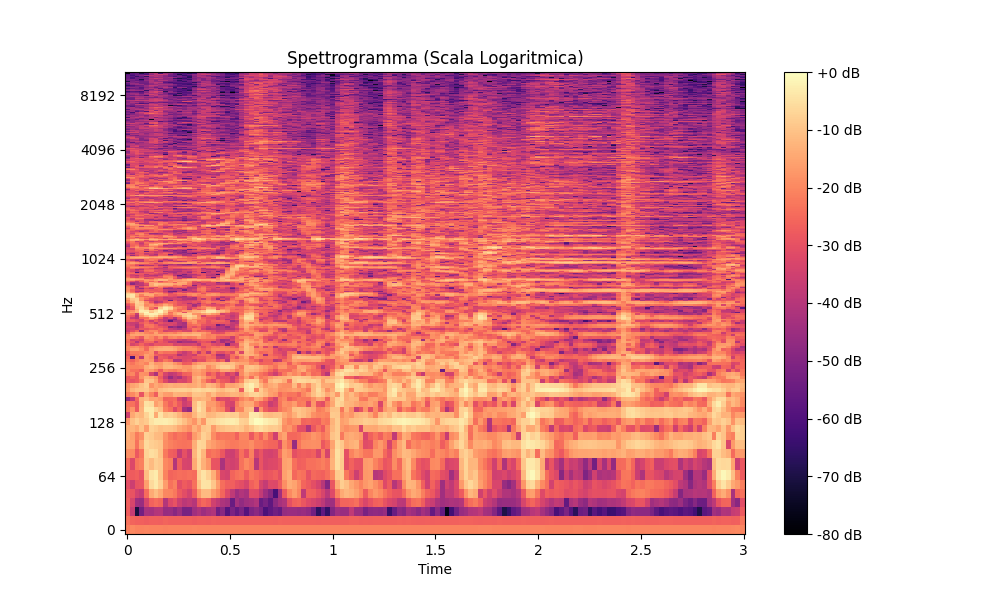 Spettrogramma (Scala Logaritmica)
Hz
8192
4096
2048
1024
512
256
128
64
0
0
0.5
1
1.5
2
2.5
3
Time
+0 dB
-10 dB
-20 dB
-30 dB
-40 dB
-50 dB
-60 dB
-70 dB
-80 dB